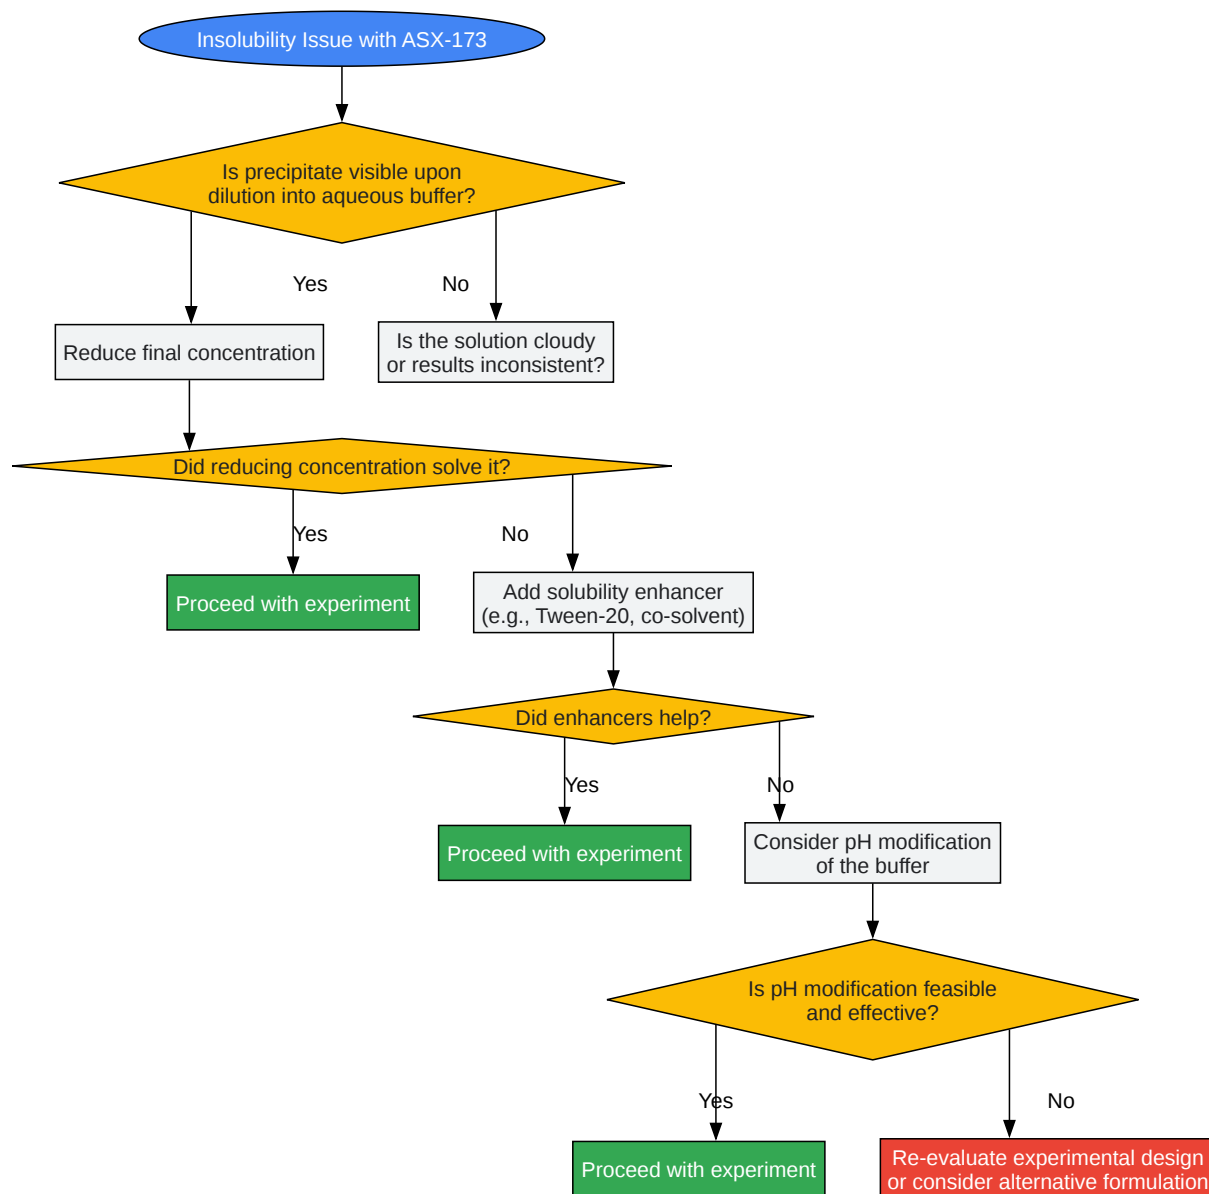 Insolubility Issue with ASX-173
Is precipitate visible upon
dilution into aqueous buffer?
Yes
No
Reduce final concentration
Is the solution cloudy
or results inconsistent?
Did reducing concentration solve it?
Yes
No
Proceed with experiment
Add solubility enhancer
(e.g., Tween-20, co-solvent)
Did enhancers help?
Yes
No
Proceed with experiment
Consider pH modification
of the buffer
Is pH modification feasible
and effective?
Yes
No
Proceed with experiment
Re-evaluate experimental design
or consider alternative formulation